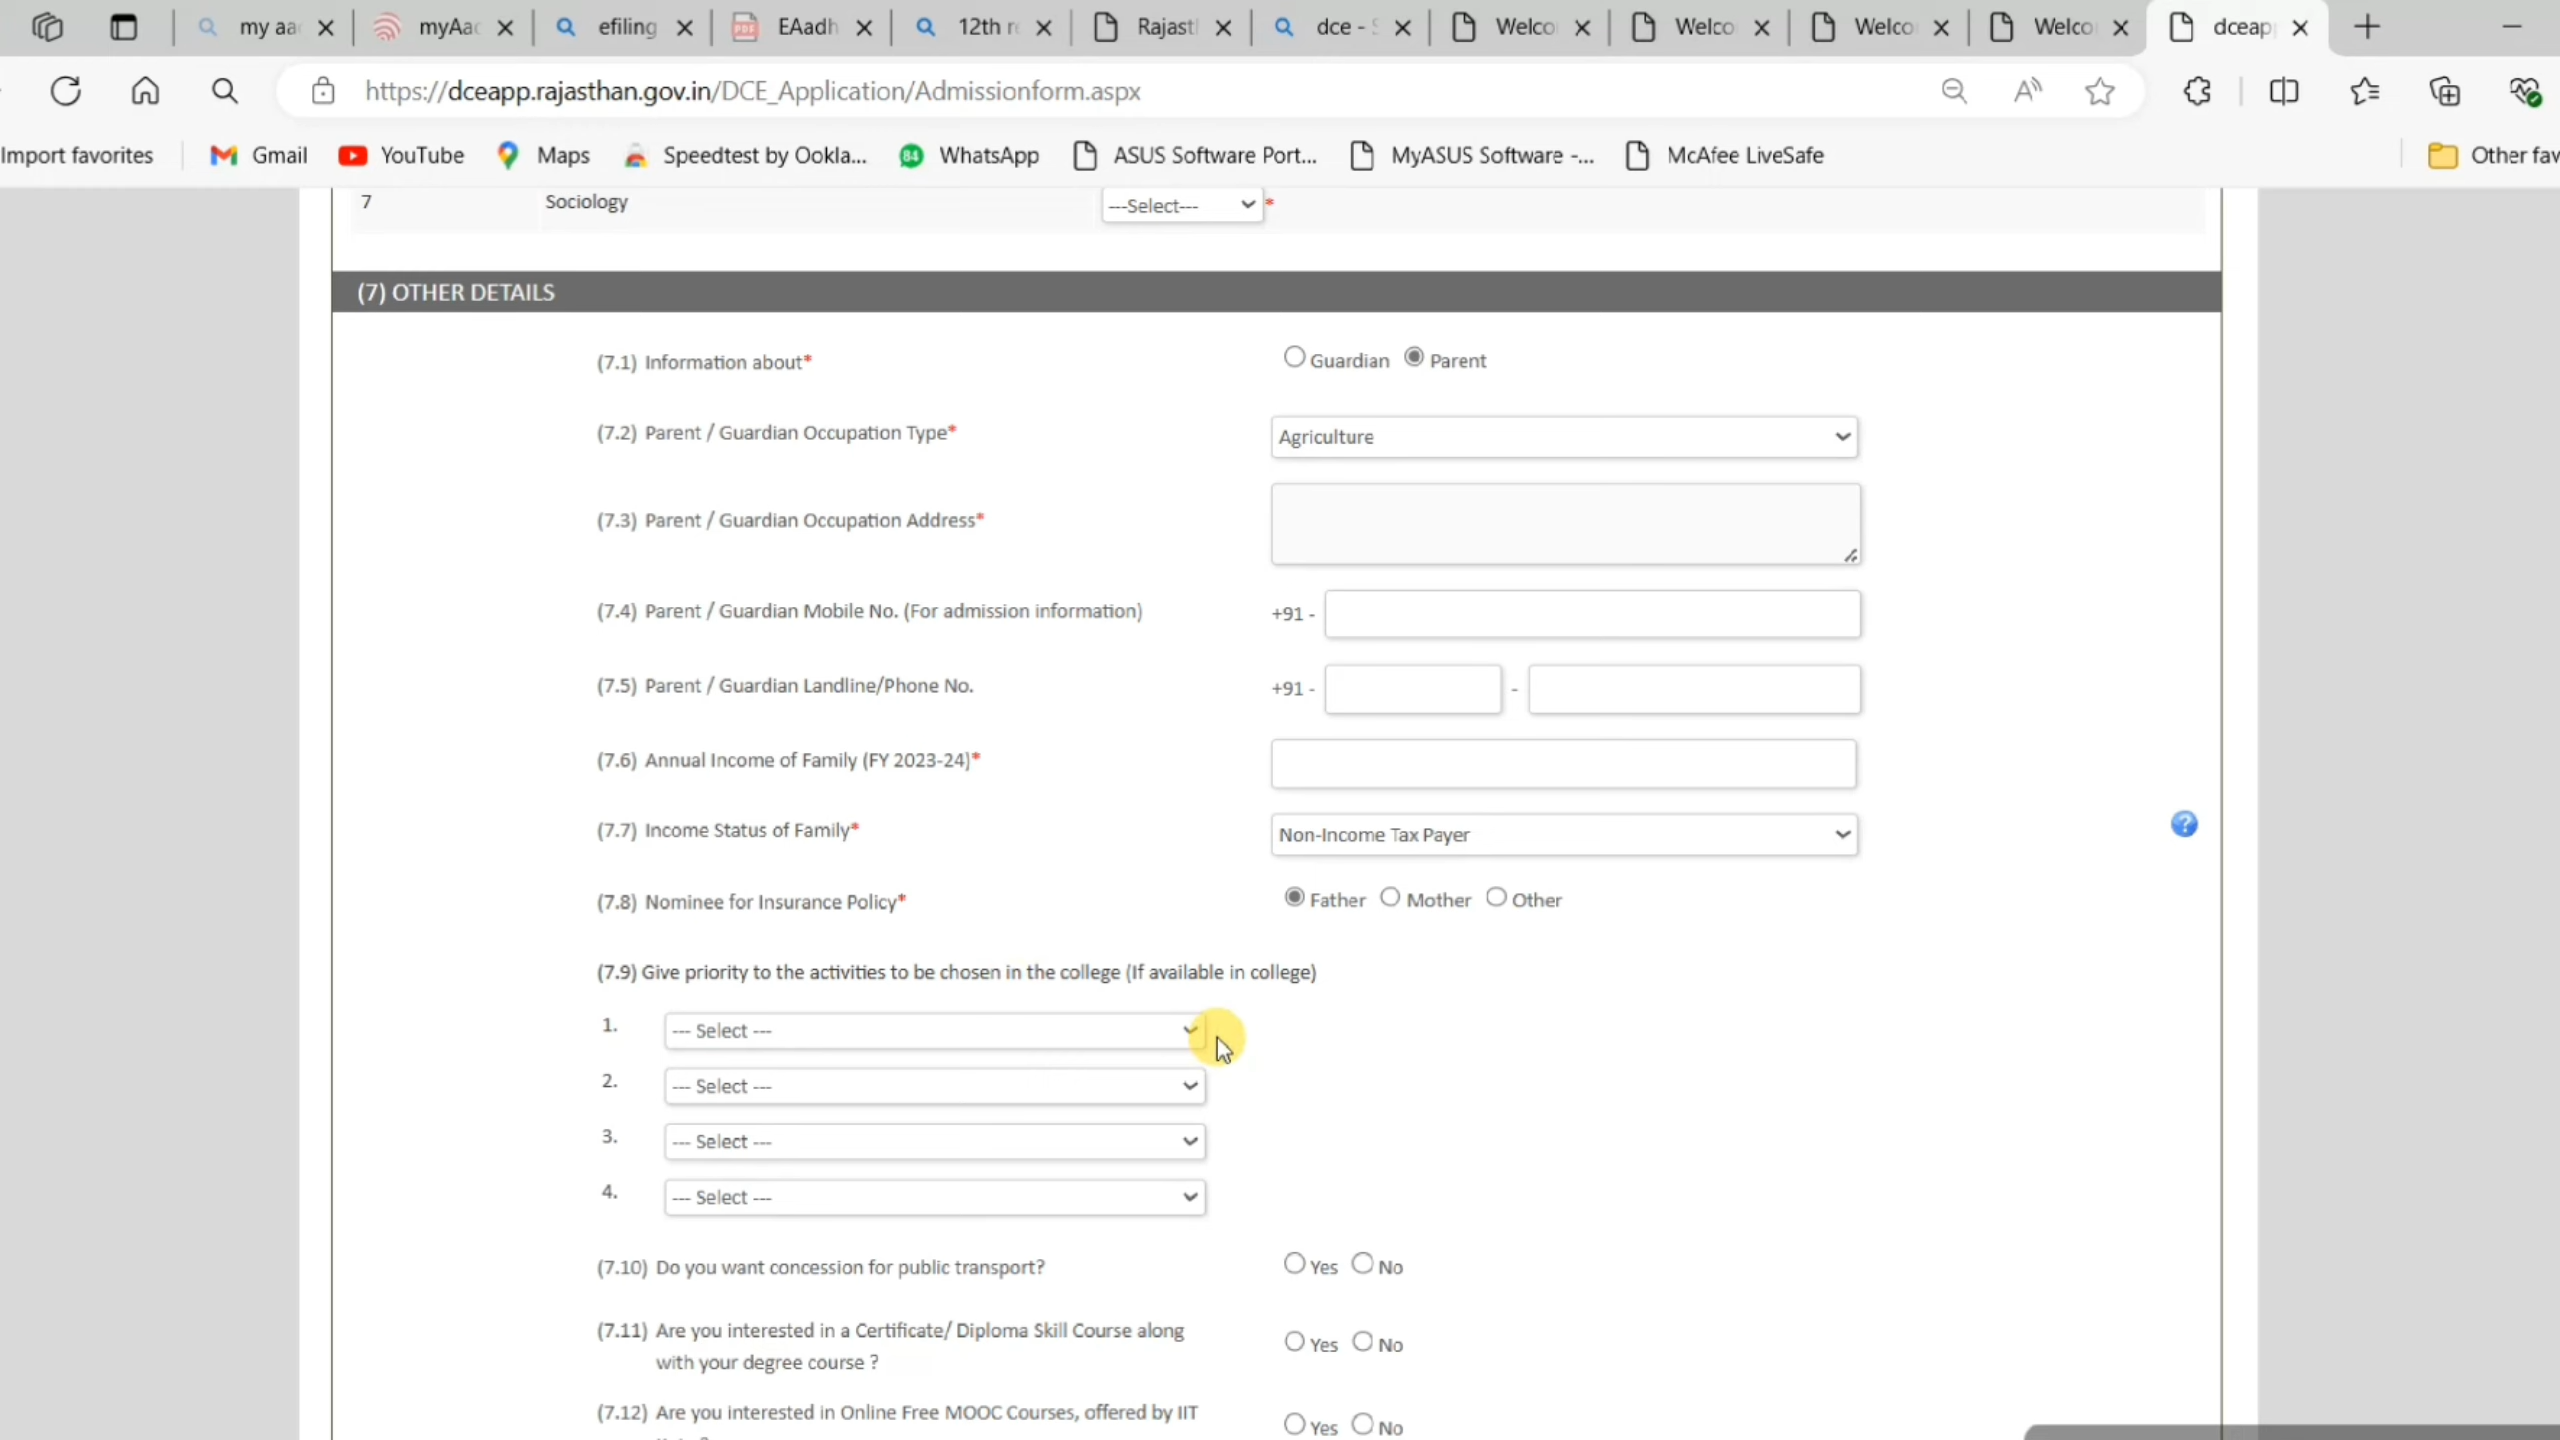 my aa
myAac
efiling
EAadh
12th r
Rajast
dce - S
Welco
Welco
Welco
Welco
dceap
https://dceapp.rajasthan.gov.in/DCE_Application/Admissionform.aspx
Import favorites
Gmail
YouTube
Maps
Speedtest by Ookla...
84
WhatsApp
ASUS Software Port...
MyASUS Software -...
McAfee LiveSafe
Other fav
7 Sociology ---Select--- *
(7) OTHER DETAILS
(7.1) Information about* Guardian Parent
(7.2) Parent / Guardian Occupation Type* Agriculture
(7.3) Parent / Guardian Occupation Address*
(7.4) Parent / Guardian Mobile No. (For admission information) +91 -
(7.5) Parent / Guardian Landline/Phone No. +91 - -
(7.6) Annual Income of Family (FY 2023-24)*
(7.7) Income Status of Family* Non-Income Tax Payer ?
(7.8) Nominee for Insurance Policy* Father Mother Other
(7.9) Give priority to the activities to be chosen in the college (If available in college)
1. --- Select ---
2. --- Select ---
3. --- Select ---
4. --- Select ---
(7.10) Do you want concession for public transport? Yes No
(7.11) Are you interested in a Certificate/ Diploma Skill Course along
with your degree course ? Yes No
(7.12) Are you interested in Online Free MOOC Courses, offered by IIT Yes No